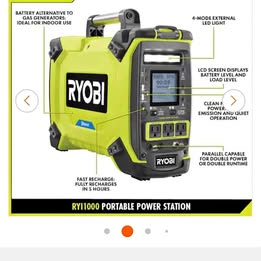 BATTERY ALTERNATIVE TO
GAS GENERATORS:
IDEAL FOR INDOOR USE
4-MODE EXTERNAL
LED LIGHT
LCD SCREEN DISPLAYS
BATTERY LEVEL AND
LOAD LEVEL
RYOBI
CLEAN
POWER:
EMISSION AND QUIET
OPERATION
RYOBI
PARALLEL CAPABLE
FOR DOUBLE POWER
OR DOUBLE RUNTIME
FAST RECHARGE:
FULLY RECHARGES
IN 5 HOURS
RYi1000 PORTABLE POWER STATION